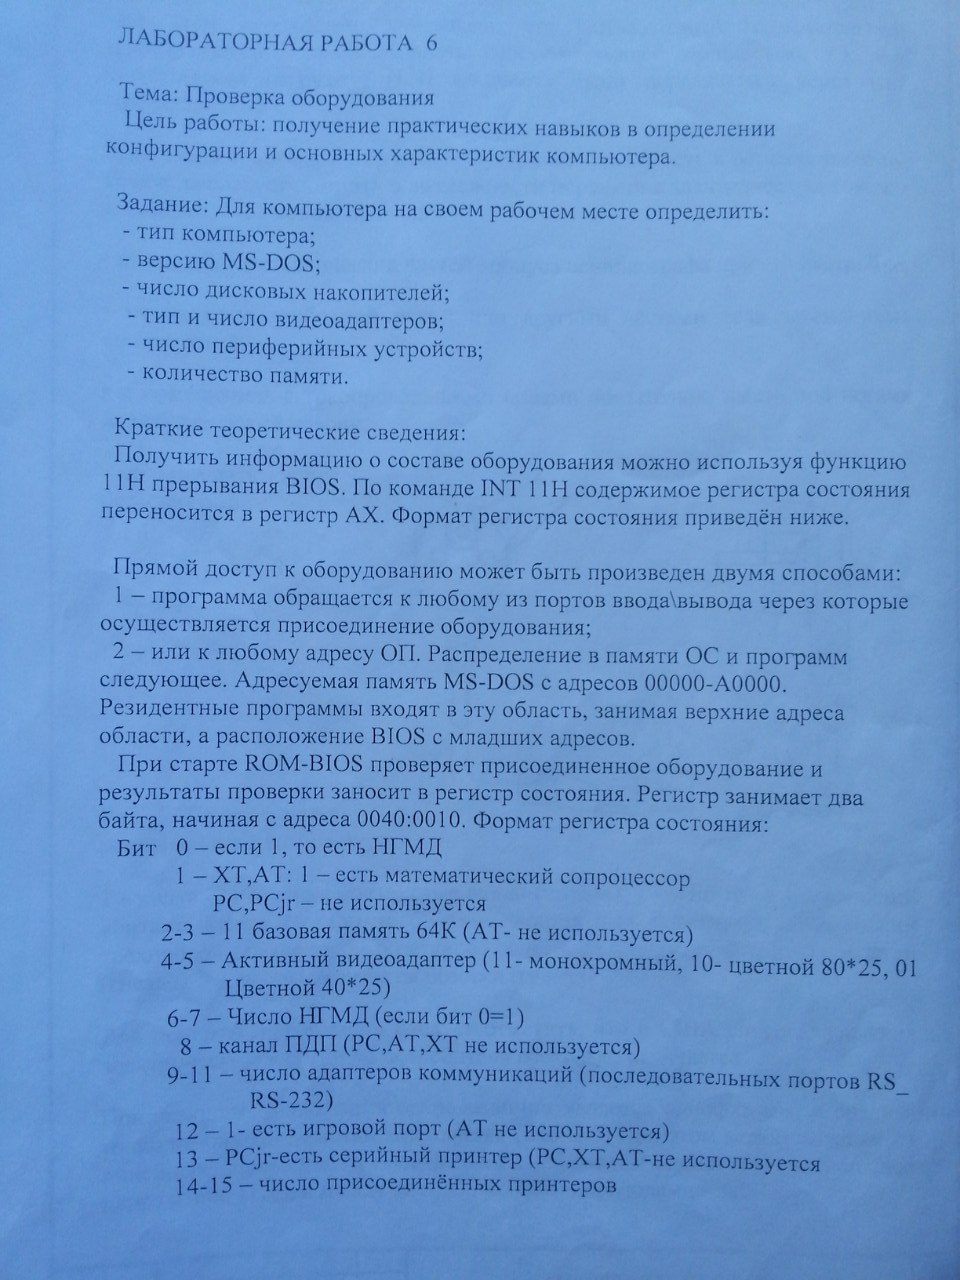 ЛАБОРАТОРНАЯ РАБОТА 6
Тема: Проверка оборудования
Цель работы: получение практических навыков в определении
конфигурации и основных характеристик компьютера.
Задание: Для компьютера на своем рабочем месте определить:
- тип компьютера;
- версию MS-DOS;
- число дисковых накопителей;
- тип и число видеоадаптеров;
- число периферийных устройств;
- количество памяти.
Краткие теоретические сведения:
Получить информацию о составе оборудования можно используя функцию
11H прерывания BIOS. По команде INT 11H содержимое регистра состояния
переносится в регистр AX. Формат регистра состояния приведён ниже.
Прямой доступ к оборудованию может быть произведен двумя способами:
1 – программа обращается к любому из портов ввода\вывода через которые
осуществляется присоединение оборудования;
2 – или к любому адресу ОП. Распределение в памяти ОС и программ
следующее. Адресуемая память MS-DOS с адресов 00000-A0000.
Резидентные программы входят в эту область, занимая верхние адреса
области, а расположение BIOS с младших адресов.
При старте ROM-BIOS проверяет присоединенное оборудование и
результаты проверки заносит в регистр состояния. Регистр занимает два
байта, начиная с адреса 0040:0010. Формат регистра состояния:
Бит 0 – если 1, то есть НГМД
1 – XT,AT: 1 – есть математический сопроцессор
PC,PCjr – не используется
2-3 – 11 базовая память 64К (AT- не используется)
4-5 – Активный видеоадаптер (11- монохромный, 10- цветной 80*25, 01
Цветной 40*25)
6-7 – Число НГМД (если бит 0=1)
8 – канал ПДП (PC,AT,XT не используется)
9-11 – число адаптеров коммуникаций (последовательных портов RS_
RS-232)
12 – 1- есть игровой порт (AT не используется)
13 – PCjr-есть серийный принтер (PC,XT,AT-не используется
14-15 – число присоединённых принтеров